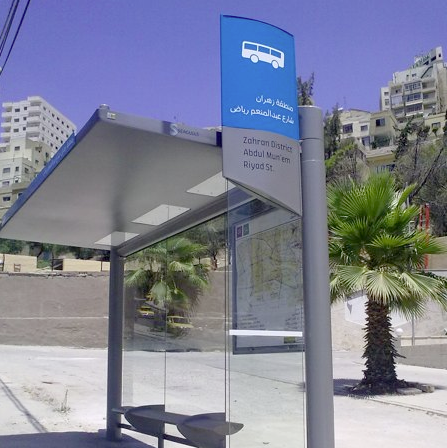 منطقة زهران
شارع عبدالمنعم رياض
Zahran District
Abdul Mun'em
Riyad St.